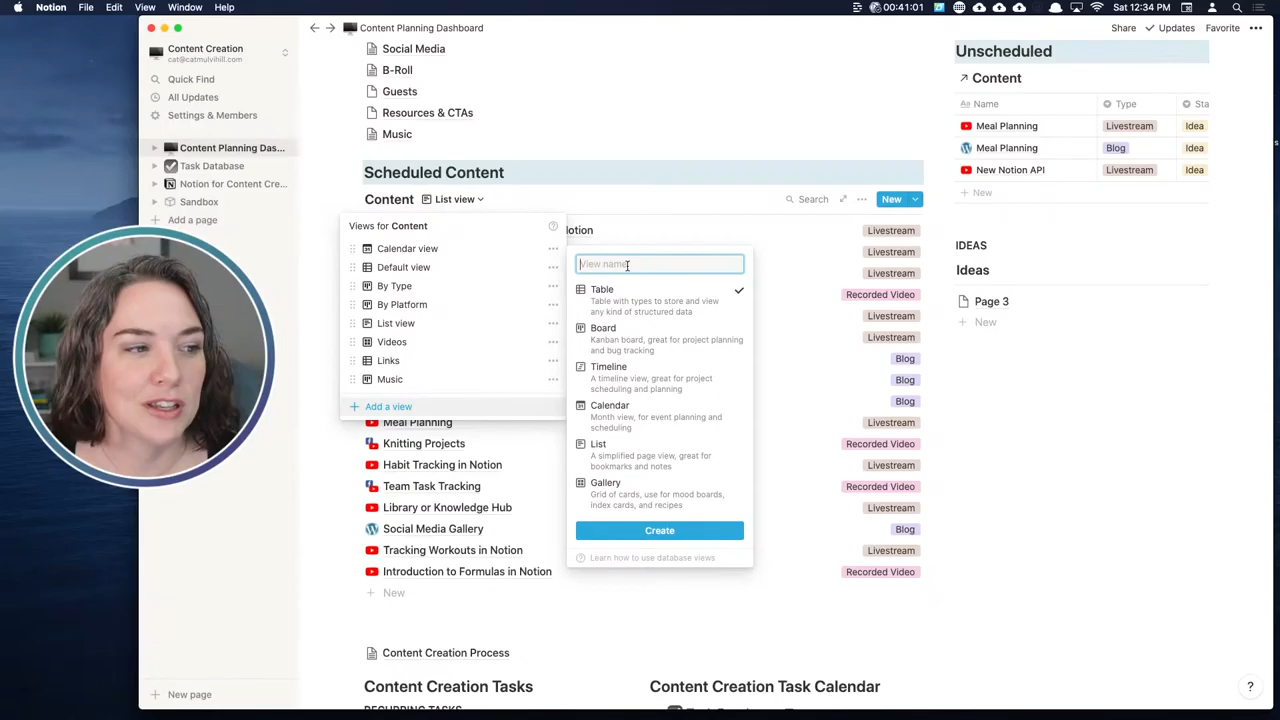 Notion File Edit View Window Help
00:41:01
Sat 12:34 PM
Content Creation
cat@catmulvihill.com
Quick Find
All Updates
Settings & Members
Content Planning Das...
Task Database
Notion for Content Cre...
Sandbox
Add a page
New page
Content Planning Dashboard
Share Updates Favorite
Social Media
B-Roll
Guests
Resources & CTAs
Music
Scheduled Content
Content List view
Search New
Views for Content
Calendar view
Default view
By Type
By Platform
List view
Videos
Links
Music
Add a view
View name
Table
Table with types to store and view
any kind of structured data
Board
Kanban board, great for project planning
and bug tracking
Timeline
A timeline view, great for project
scheduling and planning
Calendar
Month view, for event planning and
scheduling
List
A simplified page view, great for
bookmarks and notes
Gallery
Grid of cards, use for mood boards,
index cards, and recipes
Create
Learn how to use database views
Notion Livestream
Livestream
Livestream
Recorded Video
Livestream
Livestream
Blog
Blog
Blog
Meal Planning Livestream
Knitting Projects Recorded Video
Habit Tracking in Notion Livestream
Team Task Tracking Recorded Video
Library or Knowledge Hub Livestream
Social Media Gallery Blog
Tracking Workouts in Notion Livestream
Introduction to Formulas in Notion Recorded Video
New
Content Creation Process
Content Creation Tasks
RECURRING TASKS
Content Creation Task Calendar
Unscheduled
Content
Name Type Sta
Meal Planning Livestream Idea
Meal Planning Blog Idea
New Notion API Livestream Idea
New
IDEAS
Ideas
Page 3
New
?